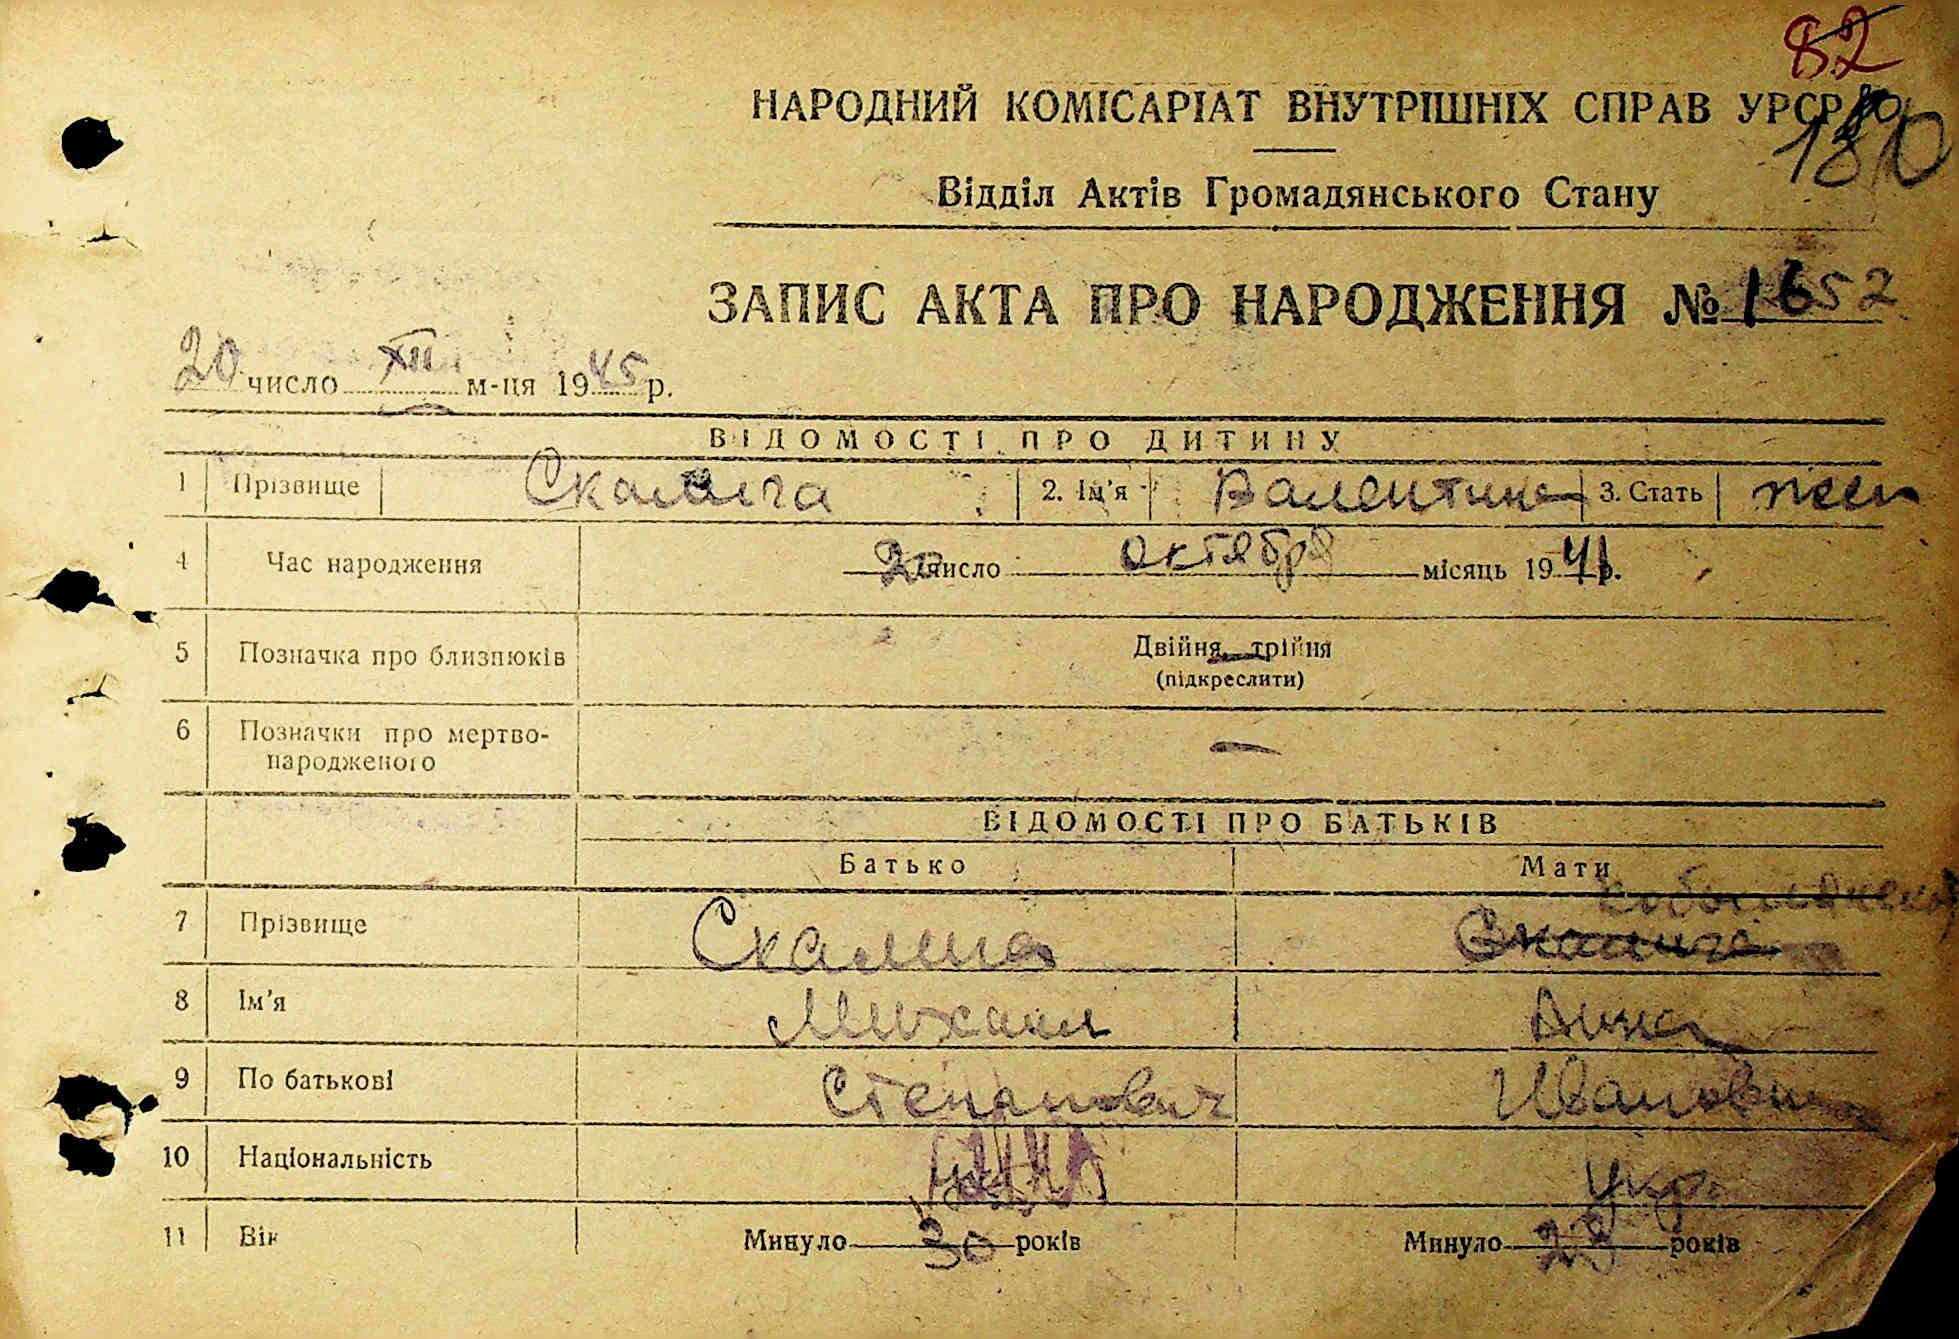 82
НАРОДНИЙ КОМІСАРІАТ ВНУТРІШНІХ СПРАВ УРСР
180
Відділ Актів Громадянського Стану
ЗАПИС АКТА ПРО НАРОДЖЕННЯ № 1652
20 число XII м-ця 1945 р.
ВІДОМОСТІ ПРО ДИТИНУ
1 Прізвище 2. Ім'я Валентина 3. Стать жен
4 Час народження 20 число октября місяць 1941 р.
5 Позначка про близнюків Двійня, трійня
(підкреслити)
6 Позначки про мертво-
народженого —
ВІДОМОСТІ ПРО БАТЬКІВ
Батько Мати
7 Прізвище
8 Ім'я Михаил Анна
9 По батькові Степанович Ивановна
10 Національність укр.
11 Вік Минуло 30 років Минуло 28 років